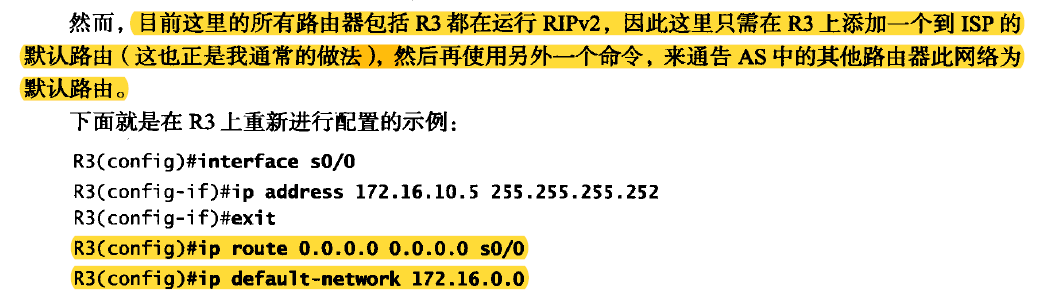 然而，目前这里的所有路由器包括 R3 都在运行 RIPv2，因此这里只需在 R3 上添加一个到 ISP 的
默认路由（这也正是我通常的做法），然后再使用另外一个命令，来通告 AS 中的其他路由器此网络为
默认路由。
下面就是在 R3 上重新进行配置的示例：
R3(config)#interface s0/0
R3(config-if)#ip address 172.16.10.5 255.255.255.252
R3(config-if)#exit
R3(config)#ip route 0.0.0.0 0.0.0.0 s0/0
R3(config)#ip default-network 172.16.0.0